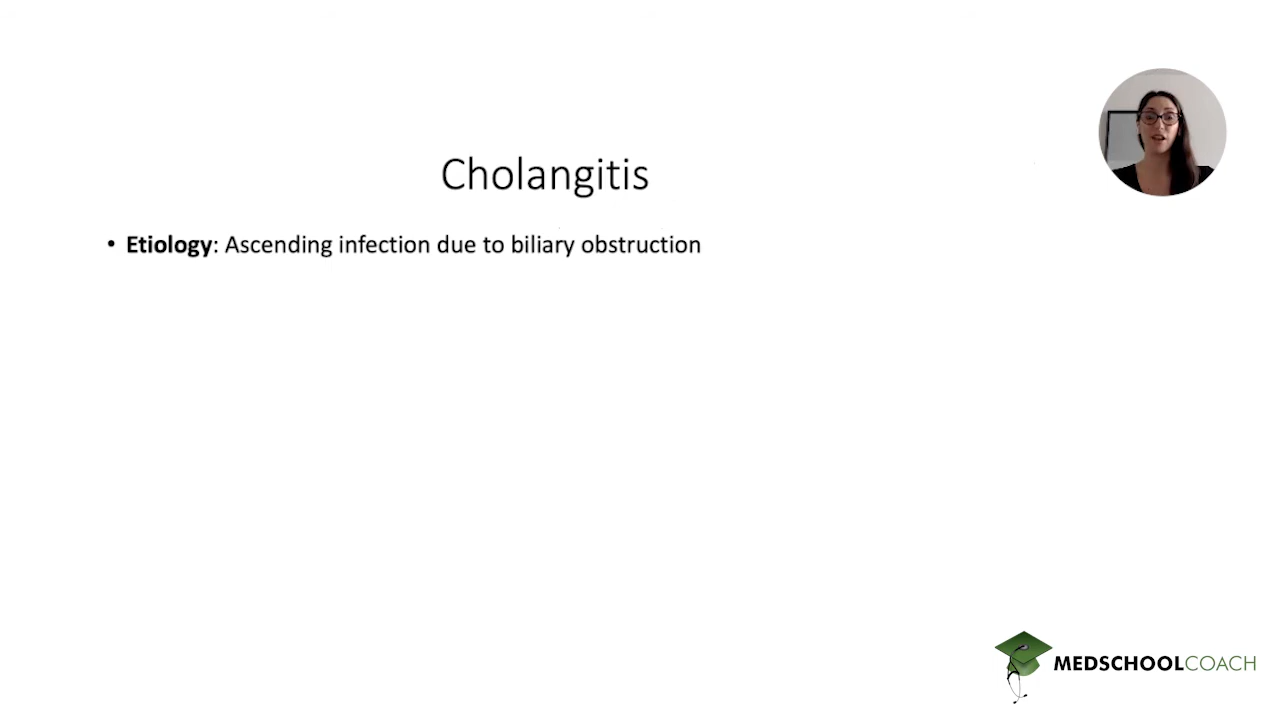 Cholangitis
• Etiology: Ascending infection due to biliary obstruction
MEDSCHOOLCOACH